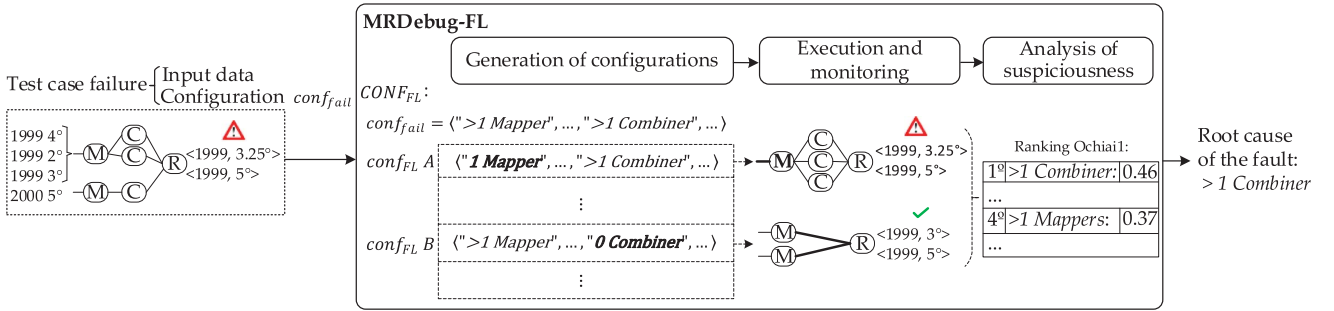 MRDebug-FL
Generation of configurations
Execution and
monitoring
Analysis of
suspiciousness
Test case failure
Input data
Configuration
conf_fail
1999 4°
1999 2°
1999 3°
2000 5°
M
M
C
C
C
R
<1999, 3.25°>
<1999, 5°>
CONF_FL:
conf_fail = ⟨">1 Mapper", ... , ">1 Combiner", ...⟩
conf_FL A
⟨"1 Mapper", ... , ">1 Combiner", ...⟩
⋮
conf_FL B
⟨">1 Mapper", ... , "0 Combiner", ...⟩
⋮
M
C
C
C
R
<1999, 3.25°>
<1999, 5°>
M
M
R
<1999, 3°>
<1999, 5°>
Ranking Ochiai1:
1º >1 Combiner: 0.46
...
4º >1 Mappers: 0.37
...
Root cause
of the fault:
> 1 Combiner